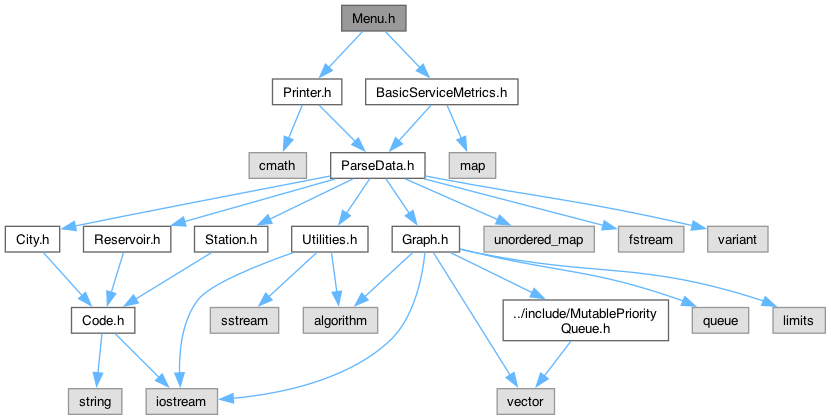 Menu.h
Printer.h
BasicServiceMetrics.h
cmath
ParseData.h
map
City.h
Reservoir.h
Station.h
Utilities.h
Graph.h
unordered_map
fstream
variant
Code.h
sstream
algorithm
../include/MutablePriority
Queue.h
queue
limits
string
iostream
vector